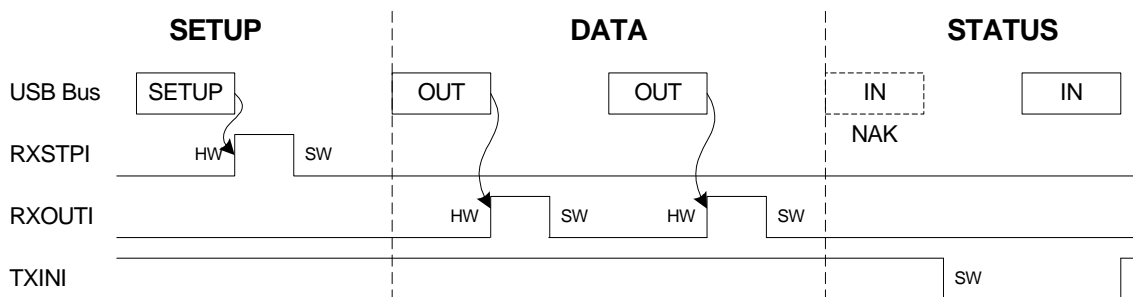 SETUP DATA STATUS
USB Bus SETUP OUT OUT IN IN
NAK
RXSTPI HW SW
RXOUTI HW SW HW SW
TXINI SW